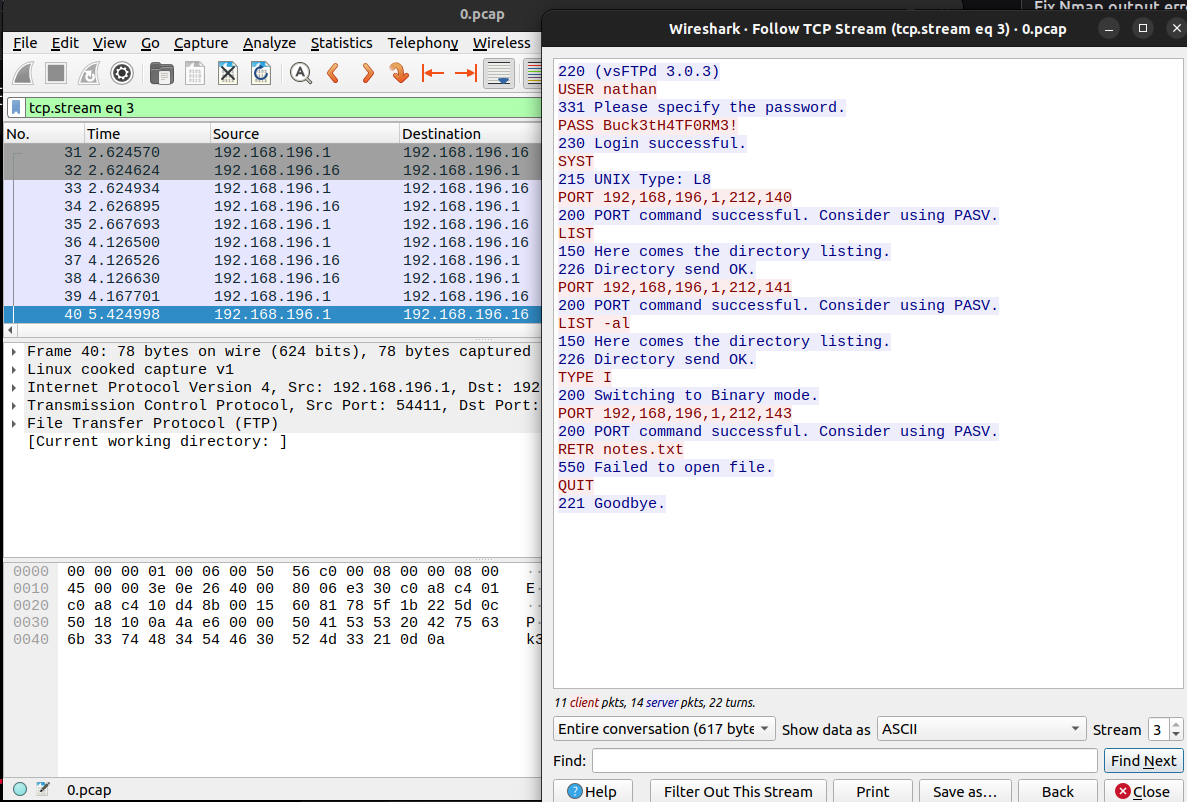 Fix Nmap output
0.pcap
File Edit View Go Capture Analyze Statistics Telephony Wireless
tcp.stream eq 3
No. Time Source Destination
31 2.624570 192.168.196.1 192.168.196.16
32 2.624624 192.168.196.16 192.168.196.1
33 2.624934 192.168.196.1 192.168.196.16
34 2.626895 192.168.196.16 192.168.196.1
35 2.667693 192.168.196.1 192.168.196.16
36 4.126500 192.168.196.1 192.168.196.16
37 4.126526 192.168.196.16 192.168.196.1
38 4.126630 192.168.196.16 192.168.196.1
39 4.167701 192.168.196.1 192.168.196.16
40 5.424998 192.168.196.1 192.168.196.16
Frame 40: 78 bytes on wire (624 bits), 78 bytes captured
Linux cooked capture v1
Internet Protocol Version 4, Src: 192.168.196.1, Dst: 192
Transmission Control Protocol, Src Port: 54411, Dst Port:
File Transfer Protocol (FTP)
[Current working directory: ]
0000 00 00 00 01 00 06 00 50 56 c0 00 08 00 00 08 00 ··
0010 45 00 00 3e 0e 26 40 00 80 06 e3 30 c0 a8 c4 01 E·
0020 c0 a8 c4 10 d4 8b 00 15 60 81 78 5f 1b 22 5d 0c ··
0030 50 18 10 0a 4a e6 00 00 50 41 53 53 20 42 75 63 P·
0040 6b 33 74 48 34 54 46 30 52 4d 33 21 0d 0a k3
0.pcap
Wireshark · Follow TCP Stream (tcp.stream eq 3) · 0.pcap
220 (vsFTPd 3.0.3)
USER nathan
331 Please specify the password.
PASS Buck3tH4TF0RM3!
230 Login successful.
SYST
215 UNIX Type: L8
PORT 192,168,196,1,212,140
200 PORT command successful. Consider using PASV.
LIST
150 Here comes the directory listing.
226 Directory send OK.
PORT 192,168,196,1,212,141
200 PORT command successful. Consider using PASV.
LIST -al
150 Here comes the directory listing.
226 Directory send OK.
TYPE I
200 Switching to Binary mode.
PORT 192,168,196,1,212,143
200 PORT command successful. Consider using PASV.
RETR notes.txt
550 Failed to open file.
QUIT
221 Goodbye.
11 client pkts, 14 server pkts, 22 turns.
Entire conversation (617 byte Show data as ASCII Stream 3
Find: Find Next
Help Filter Out This Stream Print Save as… Back Close